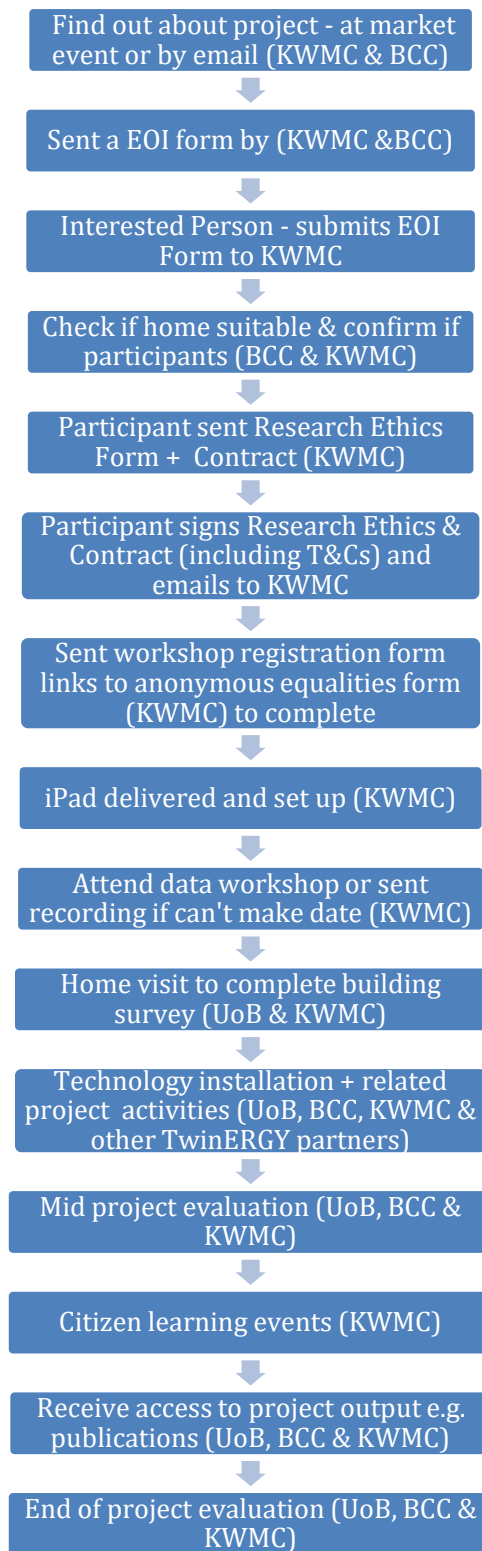 Find out about project - at market
event or by email (KWMC & BCC)
Sent a EOI form by (KWMC &BCC)
Interested Person - submits EOI
Form to KWMC
Check if home suitable & confirm if
participants (BCC & KWMC)
Participant sent Research Ethics
Form + Contract (KWMC)
Participant signs Research Ethics &
Contract (including T&Cs) and
emails to KWMC
Sent workshop registration form
links to anonymous equalities form
(KWMC) to complete
iPad delivered and set up (KWMC)
Attend data workshop or sent
recording if can't make date (KWMC)
Home visit to complete building
survey (UoB & KWMC)
Technology installation + related
project activities (UoB, BCC, KWMC &
other TwinERGY partners)
Mid project evaluation (UoB, BCC &
KWMC)
Citizen learning events (KWMC)
Receive access to project output e.g.
publications (UoB, BCC & KWMC)
End of project evaluation (UoB, BCC &
KWMC)